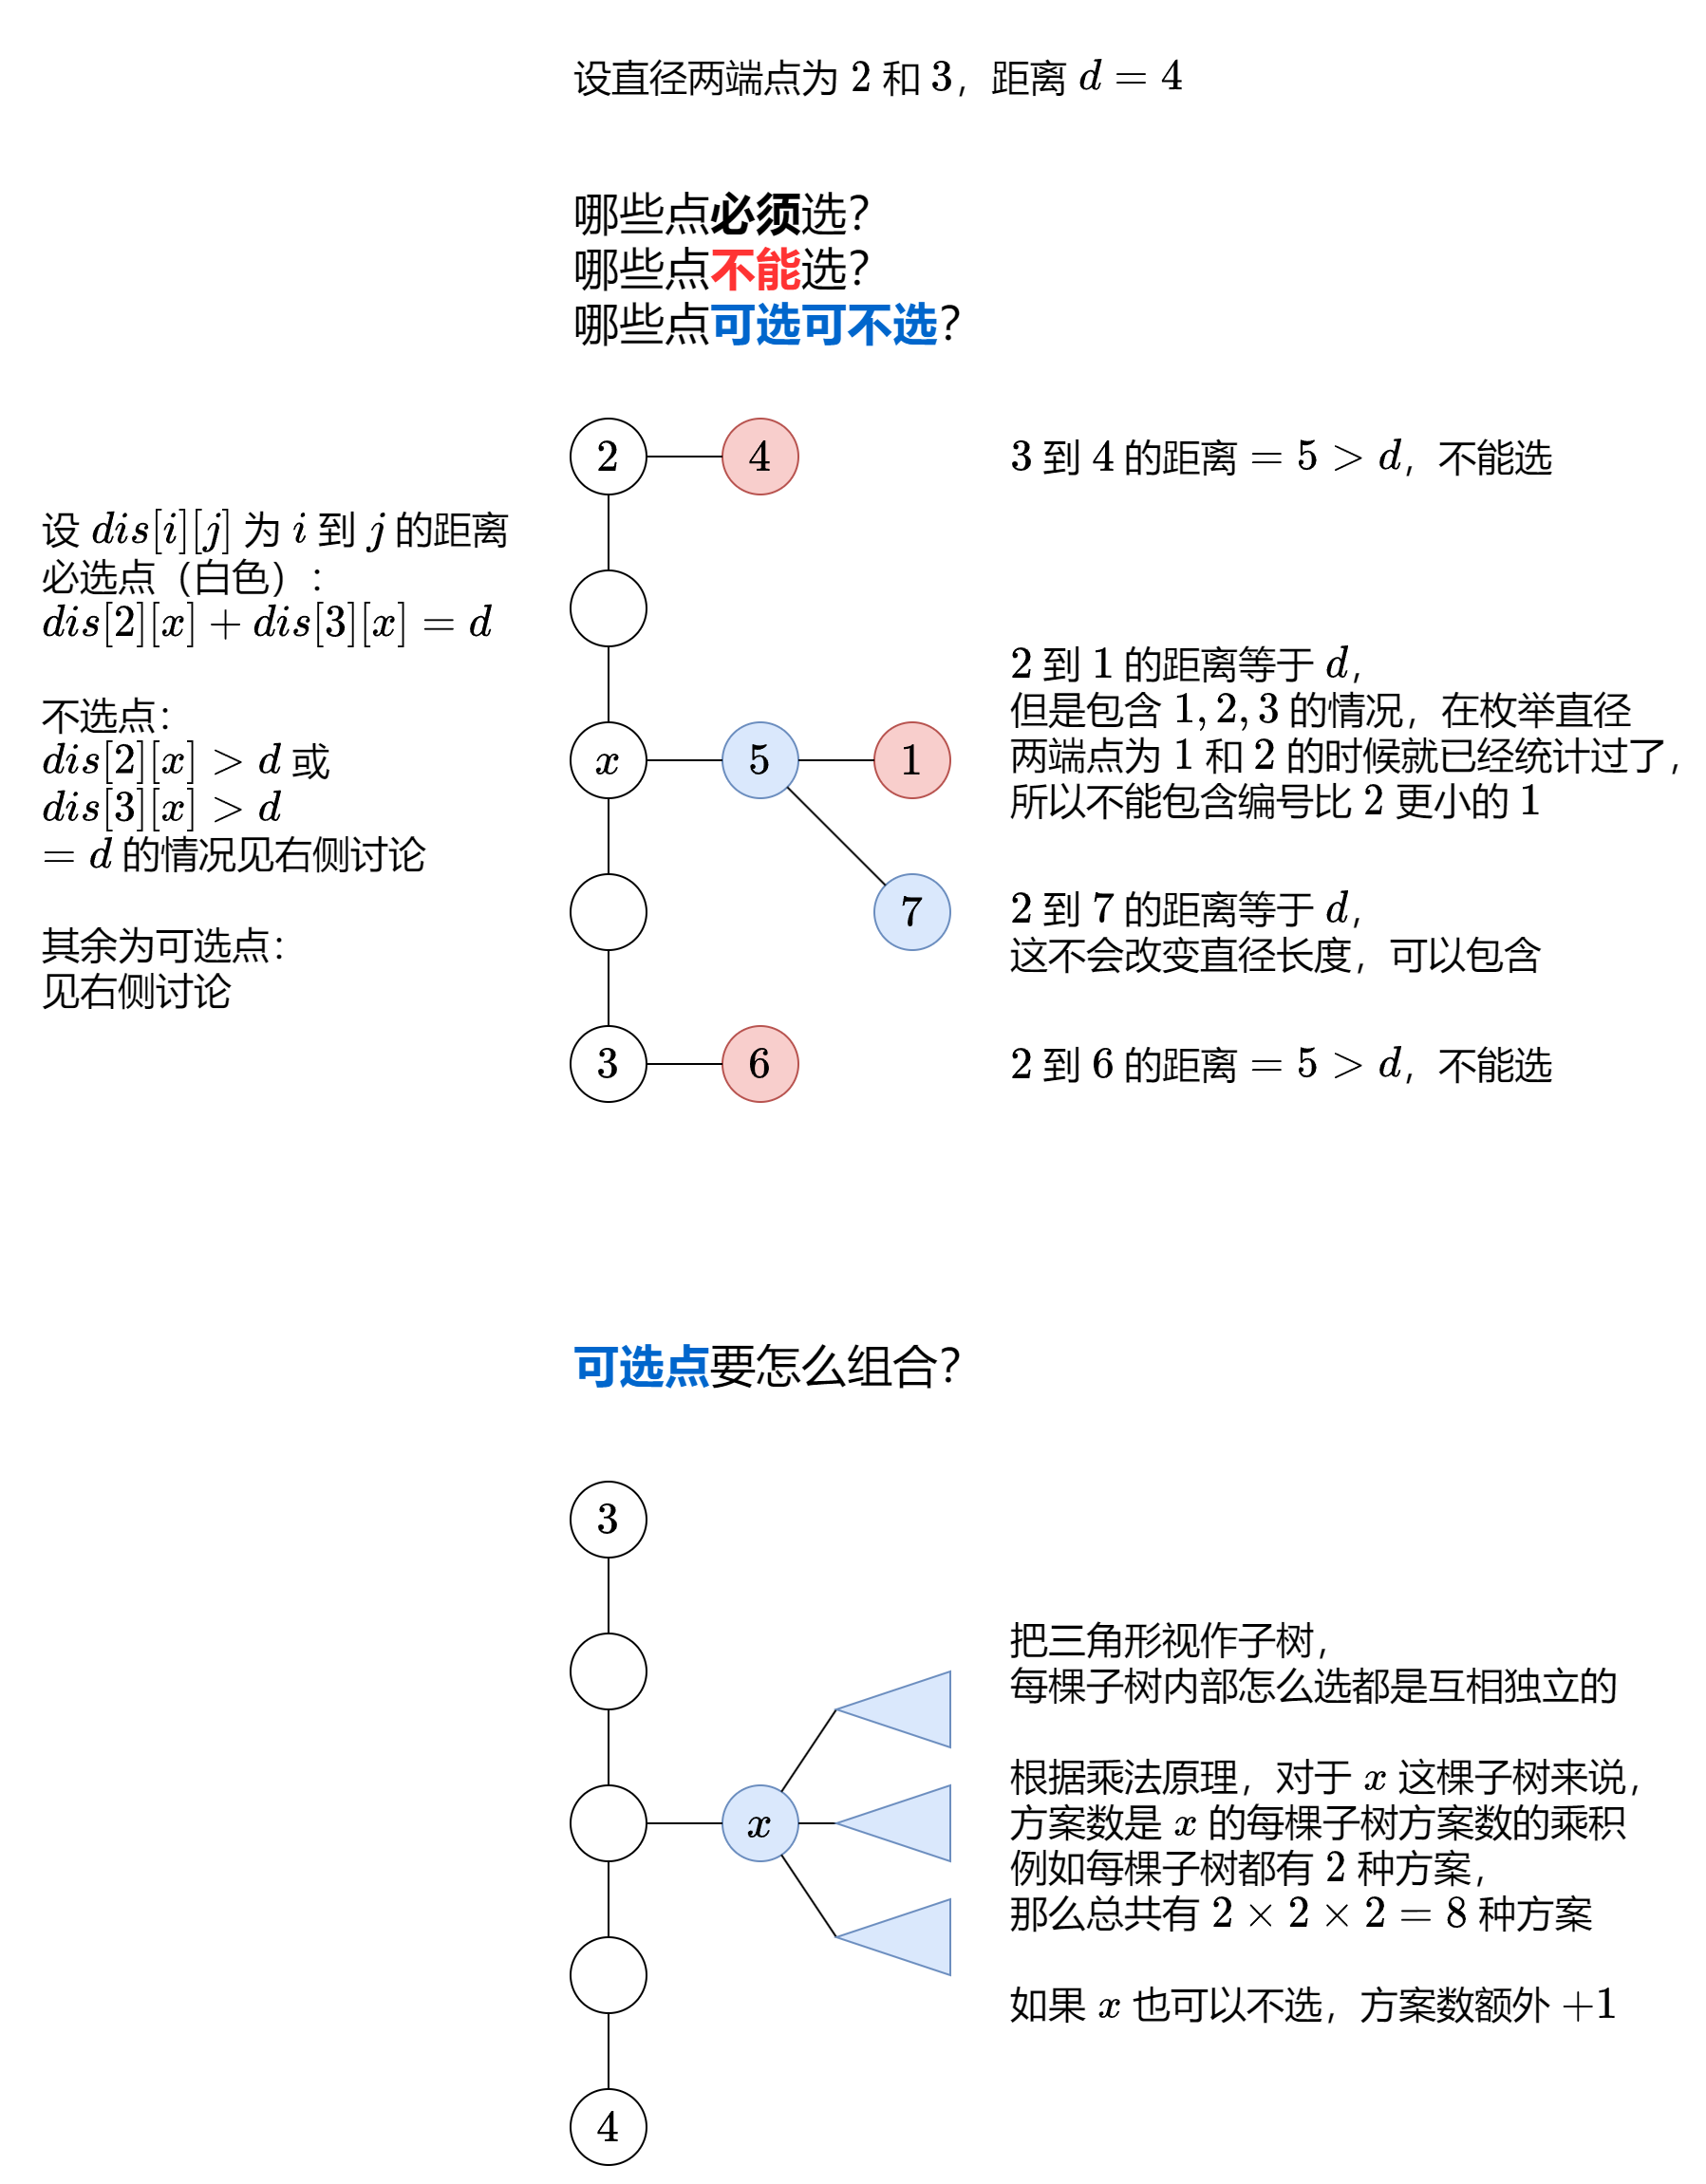 设直径两端点为 2 和 3，距离 d = 4
哪些点必须选？
哪些点不能选？
哪些点可选可不选？
2
4
3 到 4 的距离 = 5 > d，不能选
设 dis[i][j] 为 i 到 j 的距离
必选点（白色）：
dis[2][x] + dis[3][x] = d
不选点：
dis[2][x] > d 或
dis[3][x] > d
= d 的情况见右侧讨论
其余为可选点：
见右侧讨论
x
5
1
2 到 1 的距离等于 d，
但是包含 1, 2, 3 的情况，在枚举直径
两端点为 1 和 2 的时候就已经统计过了，
所以不能包含编号比 2 更小的 1
7
2 到 7 的距离等于 d，
这不会改变直径长度，可以包含
3
6
2 到 6 的距离 = 5 > d，不能选
可选点要怎么组合？
3
x
4
把三角形视作子树，
每棵子树内部怎么选都是互相独立的
根据乘法原理，对于 x 这棵子树来说，
方案数是 x 的每棵子树方案数的乘积
例如每棵子树都有 2 种方案，
那么总共有 2 × 2 × 2 = 8 种方案
如果 x 也可以不选，方案数额外 +1